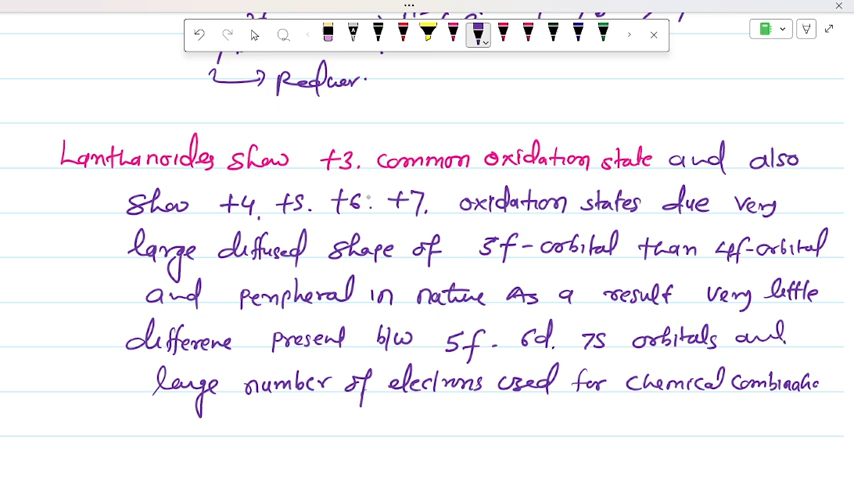 Reducer.
Lanthanoides show +3. common oxidation state and also
show +4. +5. +6. +7. oxidation states due very
large diffused shape of 5f-orbital than 4f-orbital
and peripheral in nature As a result very little
differene present b/w 5f. 6d. 7s orbitals and
large number of electrons used for chemical combinatio